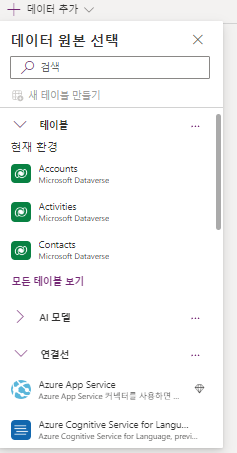 데이터 추가
데이터 원본 선택
검색
새 테이블 만들기
테이블
현재 환경
Accounts
Microsoft Dataverse
Activities
Microsoft Dataverse
Contacts
Microsoft Dataverse
모든 테이블 보기
AI 모델
연결선
Azure App Service
Azure App Service 커넥터를 사용하면 ...
Azure Cognitive Service for Langu...
Azure Cognitive Service for Language, previ...